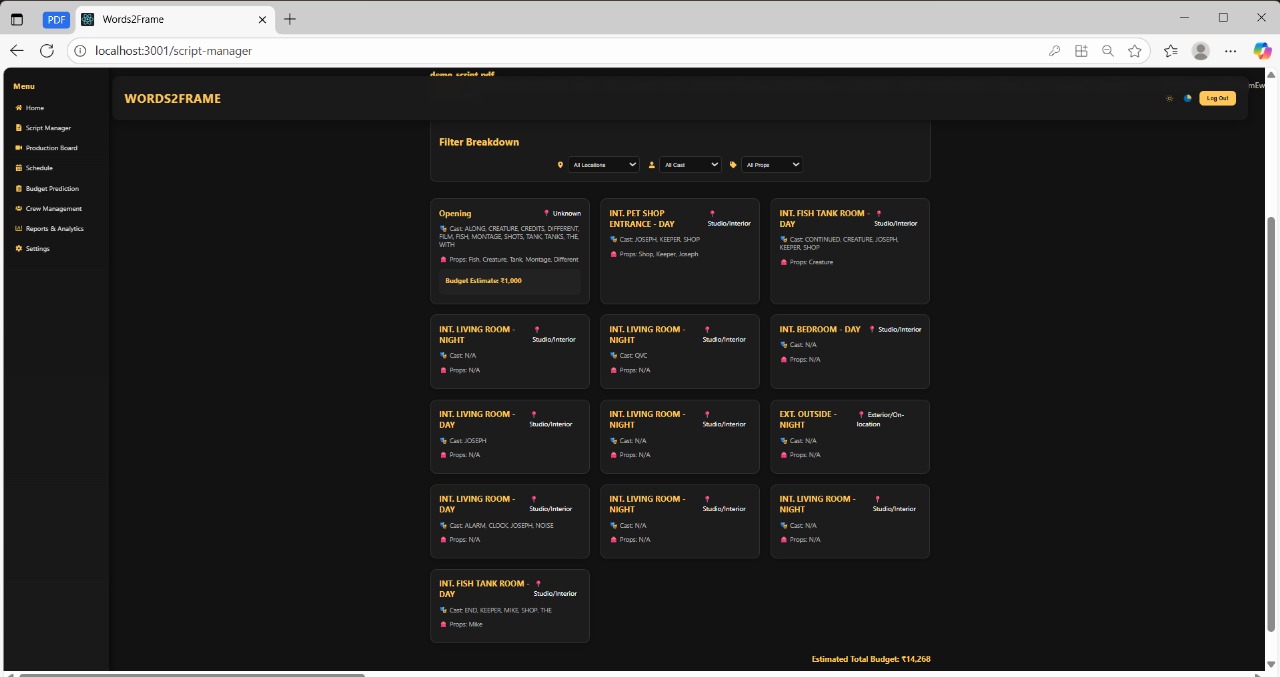 PDF
Words2Frame
localhost:3001/script-manager
Menu
Home
Script Manager
Production Board
Schedule
Budget Prediction
Crew Management
Reports & Analytics
Settings
demo_script.pdf
WORDS2FRAME
Log Out
Filter Breakdown
All Locations
All Cast
All Props
Opening
Unknown
Cast: ALONG, CREATURE, CREDITS, DIFFERENT,
FILM, FISH, MONTAGE, SHOTS, TANK, TANKS, THE,
WITH
Props: Fish, Creature, Tank, Montage, Different
Budget Estimate: ₹1,000
INT. PET SHOP
ENTRANCE - DAY
Studio/Interior
Cast: JOSEPH, KEEPER, SHOP
Props: Shop, Keeper, Joseph
INT. FISH TANK ROOM -
DAY
Studio/Interior
Cast: CONTINUED, CREATURE, JOSEPH,
KEEPER, SHOP
Props: Creature
INT. LIVING ROOM -
NIGHT
Studio/Interior
Cast: N/A
Props: N/A
INT. LIVING ROOM -
NIGHT
Studio/Interior
Cast: QVC
Props: N/A
INT. BEDROOM - DAY
Studio/Interior
Cast: N/A
Props: N/A
INT. LIVING ROOM -
DAY
Studio/Interior
Cast: JOSEPH
Props: N/A
INT. LIVING ROOM -
NIGHT
Studio/Interior
Cast: N/A
Props: N/A
EXT. OUTSIDE -
NIGHT
Exterior/On-
location
Cast: N/A
Props: N/A
INT. LIVING ROOM -
DAY
Studio/Interior
Cast: ALARM, CLOCK, JOSEPH, NOISE
Props: N/A
INT. LIVING ROOM -
NIGHT
Studio/Interior
Cast: N/A
Props: N/A
INT. LIVING ROOM -
NIGHT
Studio/Interior
Cast: N/A
Props: N/A
INT. FISH TANK ROOM -
DAY
Studio/Interior
Cast: END, KEEPER, MIKE, SHOP, THE
Props: Mike
Estimated Total Budget: ₹14,268